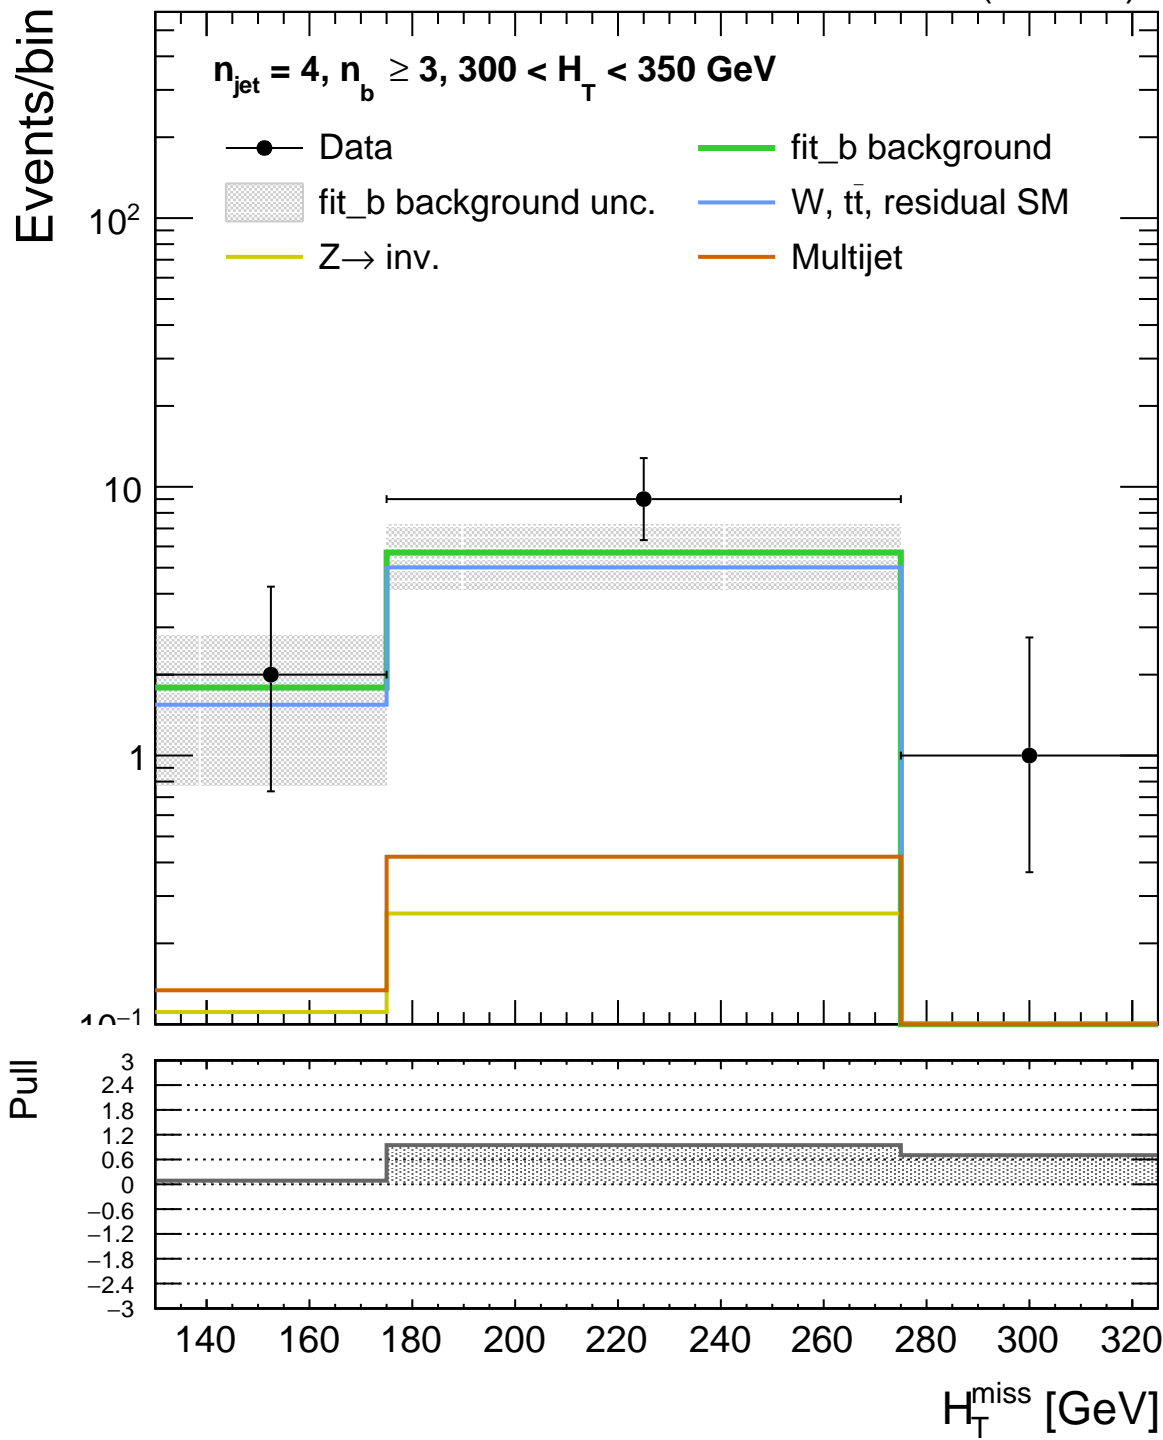 n_jet = 4, n_b ≥ 3, 300 < H_T < 350 GeV
Data
fit_b background
fit_b background unc.
W, tt̄, residual SM
Z→ inv.
Multijet
Events/bin
10²
10
1
10⁻¹
Pull
3
2.4
1.8
1.2
0.6
0
−0.6
−1.2
−1.8
−2.4
−3
140 160 180 200 220 240 260 280 300 320
H_T^miss [GeV]